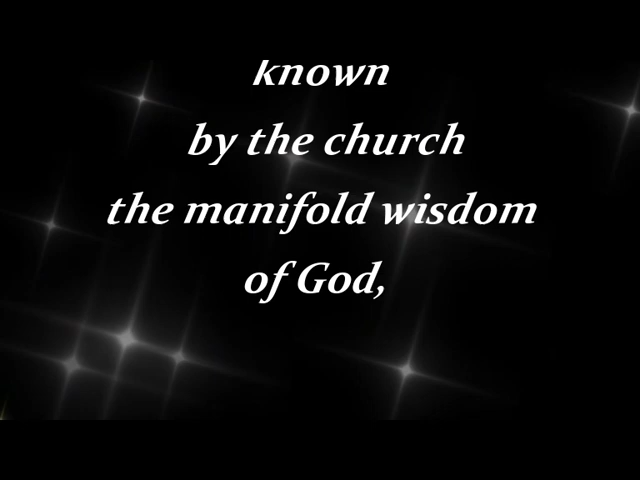 known
by the church
the manifold wisdom
of God,